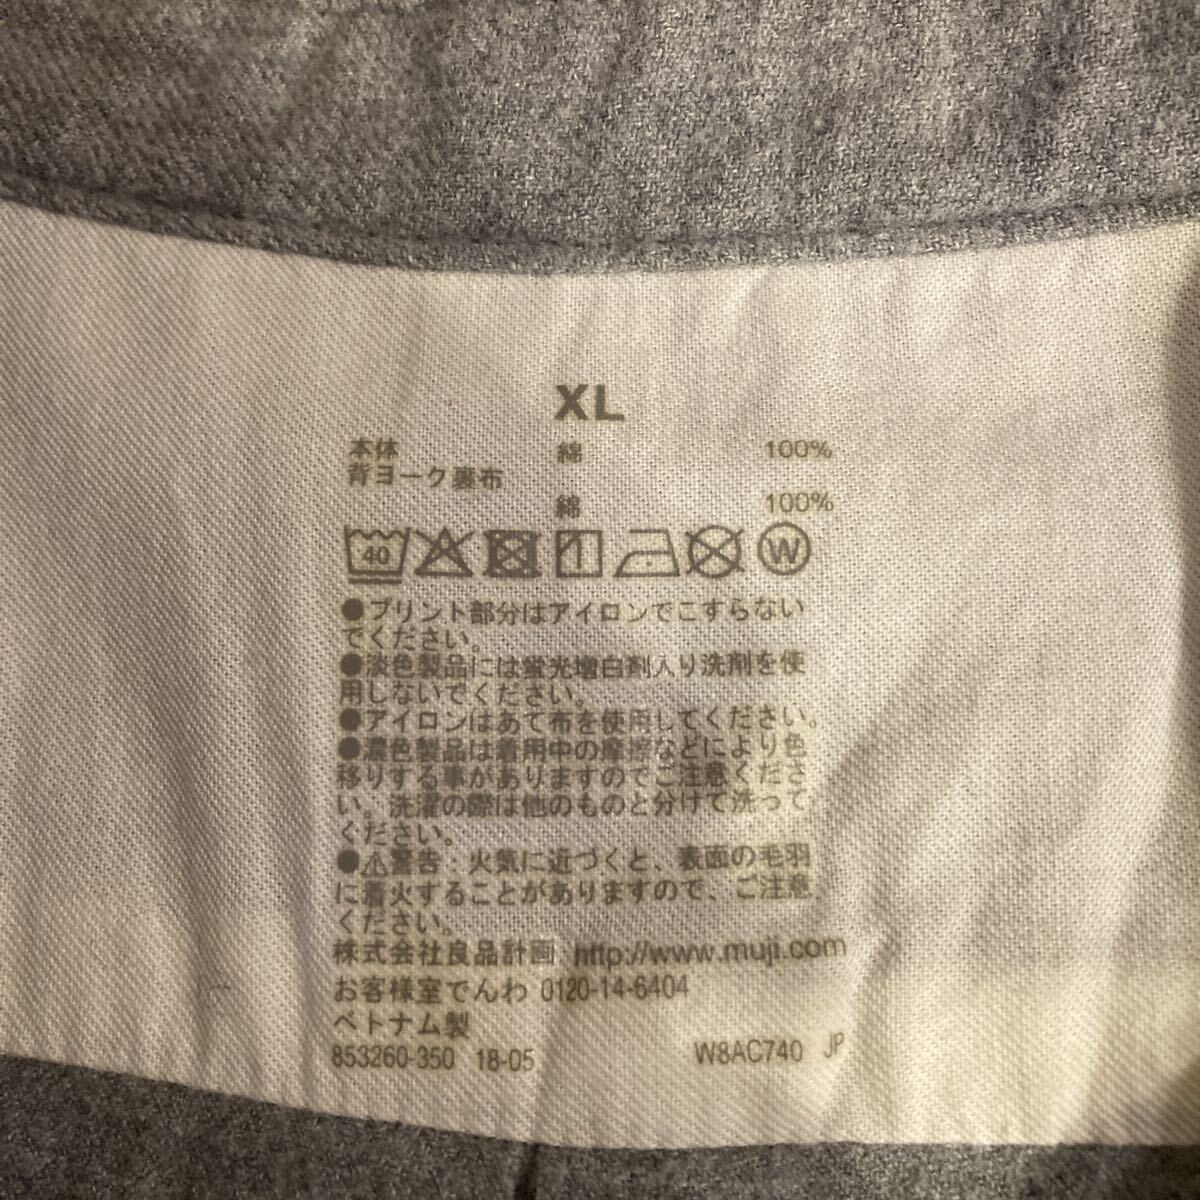 XL
本体 綿 100%
背ヨーク裏布
綿 100%
40 1 W
●プリント部分はアイロンでこすらない
でください。
●淡色製品には蛍光増白剤入り洗剤を使
用しないでください。
●アイロンはあて布を使用してください。
●濃色製品は着用中の摩擦などにより色
移りする事がありますのでご注意くださ
い。洗濯の際は他のものと分けて洗って
ください。
●⚠警告：火気に近づくと、表面の毛羽
に着火することがありますので、ご注意
ください。
株式会社良品計画 http://www.muji.com
お客様室でんわ 0120-14-6404
ベトナム製
853260-350 18-05 W8AC740 JP